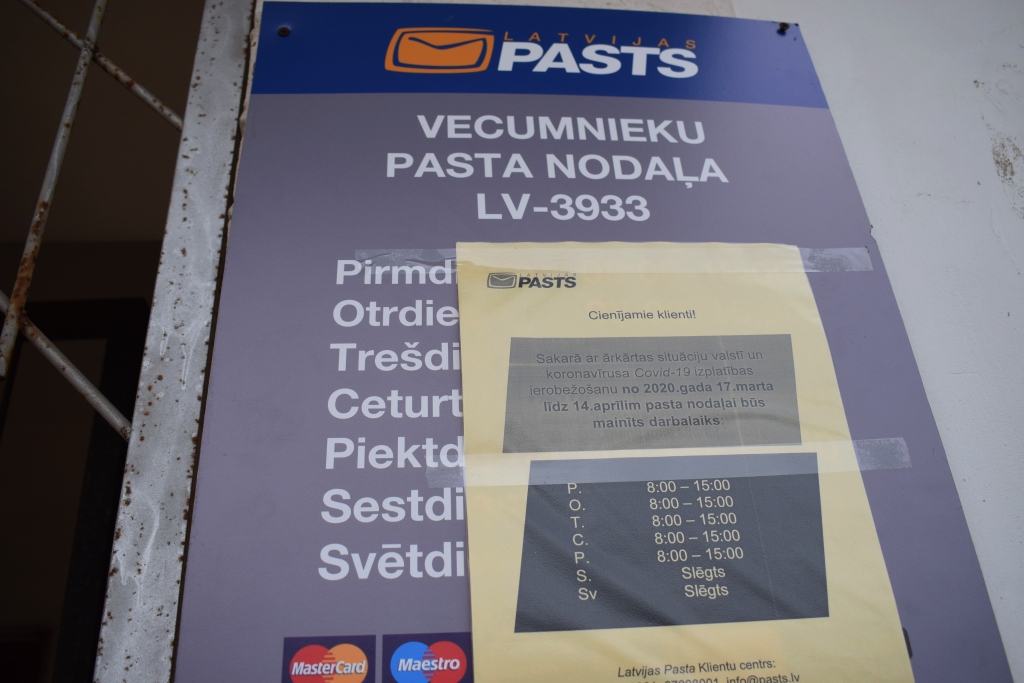 LATVIJAS
PASTS
VECUMNIEKU
PASTA NODAĻA
LV-3933
Pirmd
Otrdie
Trešdi
Ceturt
Piektd
Sestdi
Svētdi
MasterCard
Maestro
LATVIJAS
PASTS
Cienījamie klienti!
Sakarā ar ārkārtas situāciju valstī un
koronavīrusa Covid-19 izplatības
ierobežošanu no 2020.gada 17.marta
līdz 14.aprīlim pasta nodaļai būs
mainīts darbalaiks:
P. 8:00 – 15:00
O. 8:00 – 15:00
T. 8:00 – 15:00
C. 8:00 – 15:00
P. 8:00 – 15:00
S. Slēgts
Sv Slēgts
Latvijas Pasta Klientu centrs:
info@pasts.lv